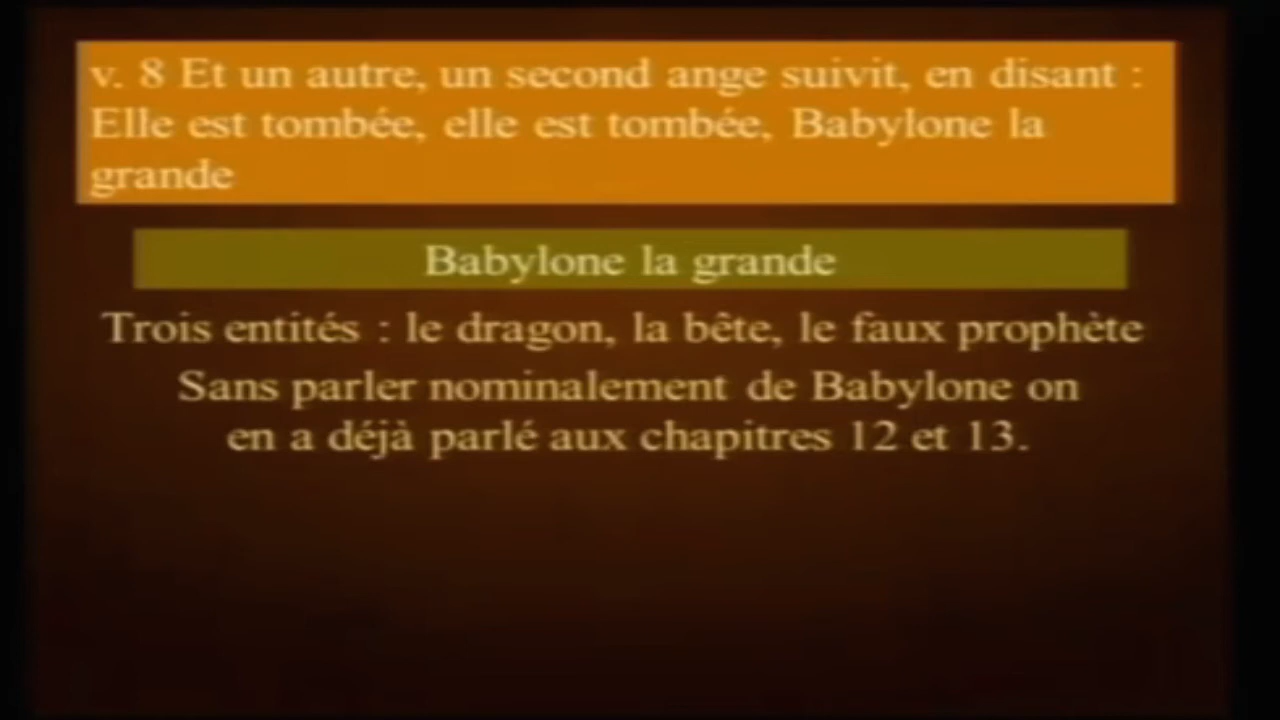 v. 8 Et un autre, un second ange suivit, en disant :
Elle est tombée, elle est tombée, Babylone la
grande
Babylone la grande
Trois entités : le dragon, la bête, le faux prophète
Sans parler nominalement de Babylone on
en a déjà parlé aux chapitres 12 et 13.